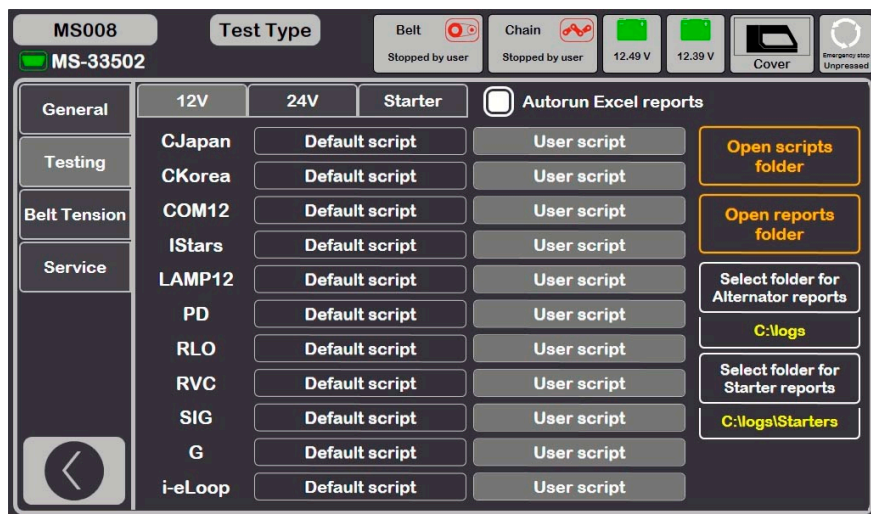 MS008
Test Type
Belt
Stopped by user
Chain
Stopped by user
12.49 V
12.39 V
Cover
Emergency stop
Unpressed
MS-33502
General
Testing
Belt Tension
Service
12V
24V
Starter
Autorun Excel reports
CJapan Default script User script
CKorea Default script User script
COM12 Default script User script
IStars Default script User script
LAMP12 Default script User script
PD Default script User script
RLO Default script User script
RVC Default script User script
SIG Default script User script
G Default script User script
i-eLoop Default script User script
Open scripts
folder
Open reports
folder
Select folder for
Alternator reports
C:\logs
Select folder for
Starter reports
C:\logs\Starters